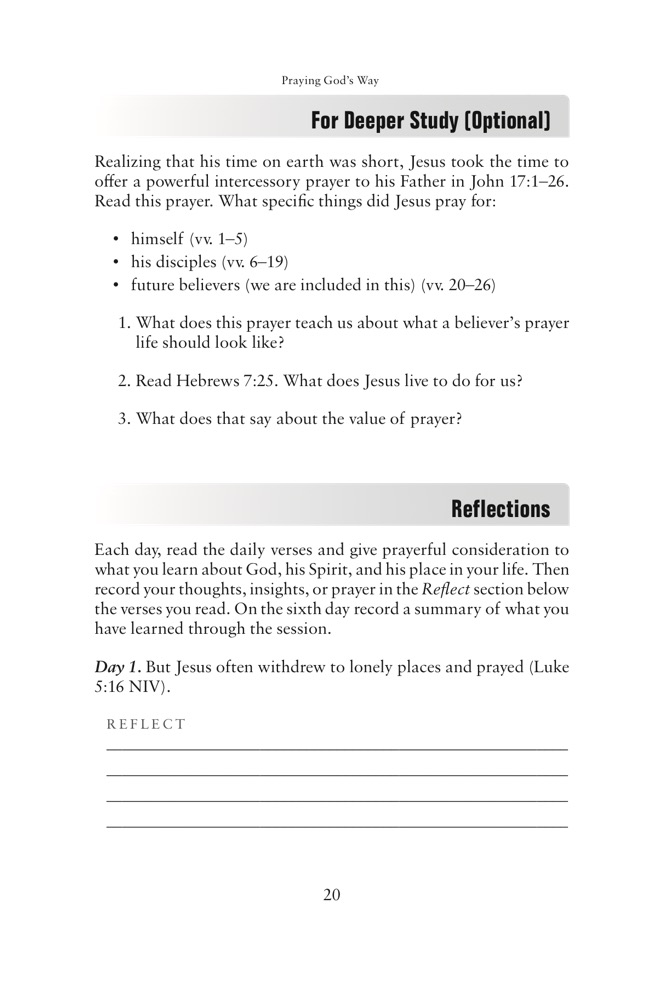 Praying God's Way
For Deeper Study (Optional)
Realizing that his time on earth was short, Jesus took the time to
offer a powerful intercessory prayer to his Father in John 17:1–26.
Read this prayer. What specific things did Jesus pray for:
• himself (vv. 1–5)
• his disciples (vv. 6–19)
• future believers (we are included in this) (vv. 20–26)
1. What does this prayer teach us about what a believer's prayer
life should look like?
2. Read Hebrews 7:25. What does Jesus live to do for us?
3. What does that say about the value of prayer?
Reflections
Each day, read the daily verses and give prayerful consideration to
what you learn about God, his Spirit, and his place in your life. Then
record your thoughts, insights, or prayer in the Reflect section below
the verses you read. On the sixth day record a summary of what you
have learned through the session.
Day 1. But Jesus often withdrew to lonely places and prayed (Luke
5:16 NIV).
REFLECT
20